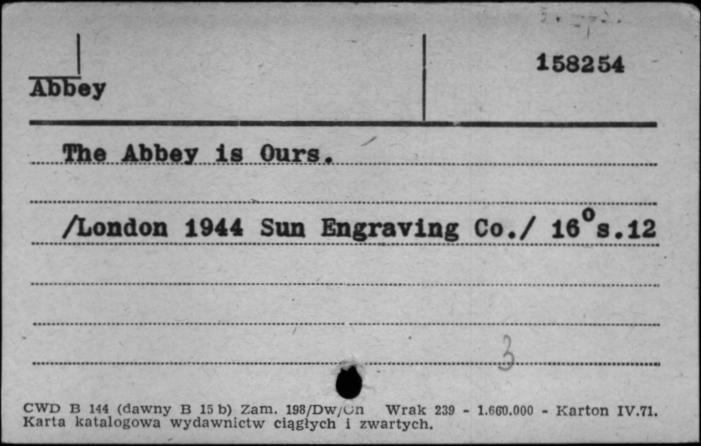 158254
Abbey
The Abbey is Ours.
/London 1944 Sun Engraving Co./ 16° s.12
3
CWD B 144 (dawny B 15 b) Zam. 198/Dw/Gn Wrak 239 - 1.660.000 - Karton IV.71.
Karta katalogowa wydawnictw ciągłych i zwartych.